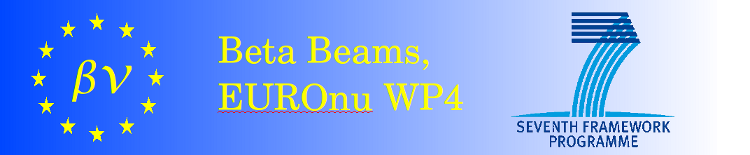 βν
Beta Beams,
EUROnu WP4
SEVENTH FRAMEWORK
PROGRAMME